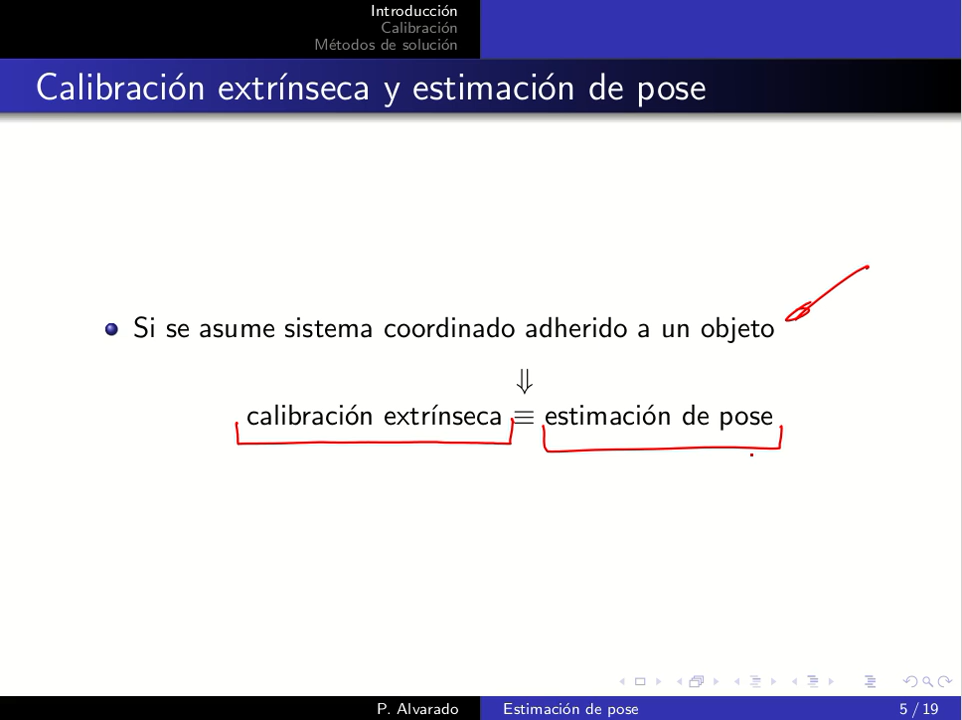 Introducción
Calibración
Métodos de solución
Calibración extrínseca y estimación de pose
Si se asume sistema coordinado adherido a un objeto
⇓
calibración extrínseca ≡ estimación de pose
P. Alvarado Estimación de pose 5 / 19